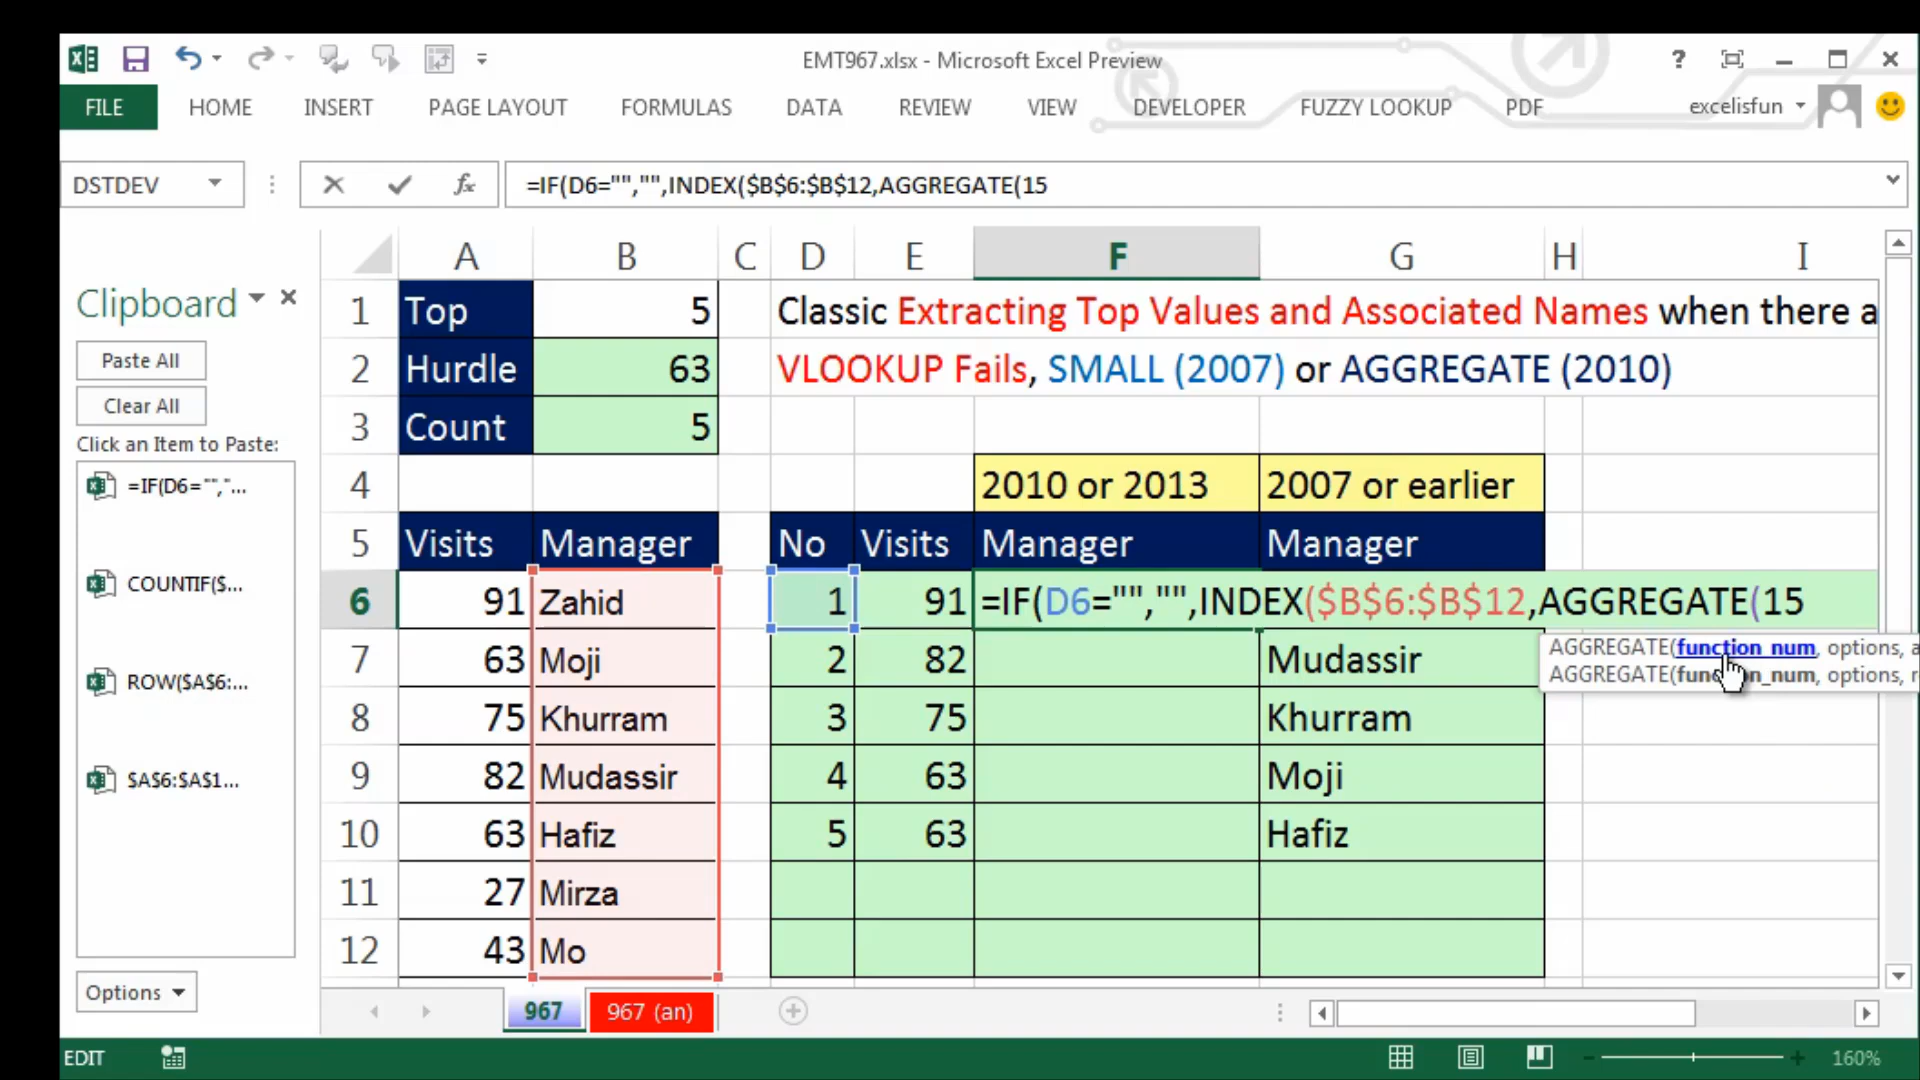 EMT967.xlsx - Microsoft Excel Preview
?
FILE HOME INSERT PAGE LAYOUT FORMULAS DATA REVIEW VIEW DEVELOPER FUZZY LOOKUP PDF excelisfun
DSTDEV fx =IF(D6="","",INDEX($B$6:$B$12,AGGREGATE(15
Clipboard
Paste All
Clear All
Click an Item to Paste:
=IF(D6="","...
COUNTIF($...
ROW($A$6:...
$A$6:$A$1...
Options
A B C D E F G H I
1 Top 5 Classic Extracting Top Values and Associated Names when there a
2 Hurdle 63 VLOOKUP Fails, SMALL (2007) or AGGREGATE (2010)
3 Count 5
4 2010 or 2013 2007 or earlier
5 Visits Manager No Visits Manager Manager
6 91 Zahid 1 91 =IF(D6="","",INDEX($B$6:$B$12,AGGREGATE(15
AGGREGATE(function_num, options, a
AGGREGATE(function_num, options, r
7 63 Moji 2 82 Mudassir
8 75 Khurram 3 75 Khurram
9 82 Mudassir 4 63 Moji
10 63 Hafiz 5 63 Hafiz
11 27 Mirza
12 43 Mo
967 967 (an)
EDIT 160%